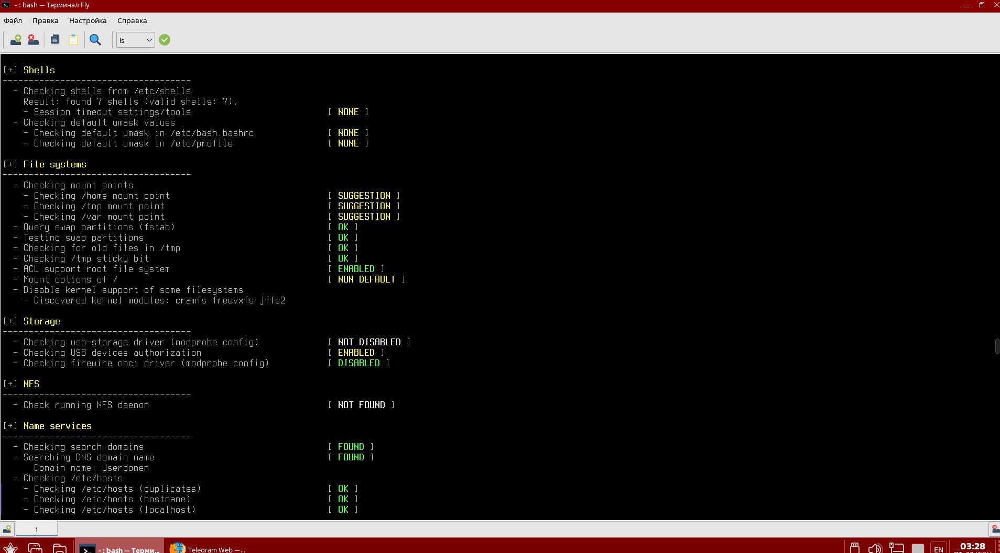 - : bash — Терминал Fly
Файл Правка Настройка Справка
ls
[+] Shells
------------------------------------
- Checking shells from /etc/shells
Result: found 7 shells (valid shells: 7).
- Session timeout settings/tools [ NONE ]
- Checking default umask values
- Checking default umask in /etc/bash.bashrc [ NONE ]
- Checking default umask in /etc/profile [ NONE ]
[+] File systems
------------------------------------
- Checking mount points
- Checking /home mount point [ SUGGESTION ]
- Checking /tmp mount point [ SUGGESTION ]
- Checking /var mount point [ SUGGESTION ]
- Query swap partitions (fstab) [ OK ]
- Testing swap partitions [ OK ]
- Checking for old files in /tmp [ OK ]
- Checking /tmp sticky bit [ OK ]
- ACL support root file system [ ENABLED ]
- Mount options of / [ NON DEFAULT ]
- Disable kernel support of some filesystems
- Discovered kernel modules: cramfs freevxfs jffs2
[+] Storage
------------------------------------
- Checking usb-storage driver (modprobe config) [ NOT DISABLED ]
- Checking USB devices authorization [ ENABLED ]
- Checking firewire ohci driver (modprobe config) [ DISABLED ]
[+] NFS
------------------------------------
- Check running NFS daemon [ NOT FOUND ]
[+] Name services
------------------------------------
- Checking search domains [ FOUND ]
- Searching DNS domain name [ FOUND ]
Domain name: Userdomen
- Checking /etc/hosts
- Checking /etc/hosts (duplicates) [ OK ]
- Checking /etc/hosts (hostname) [ OK ]
- Checking /etc/hosts (localhost) [ OK ]
1
- : bash — Терми... Telegram Web —... EN 03:28